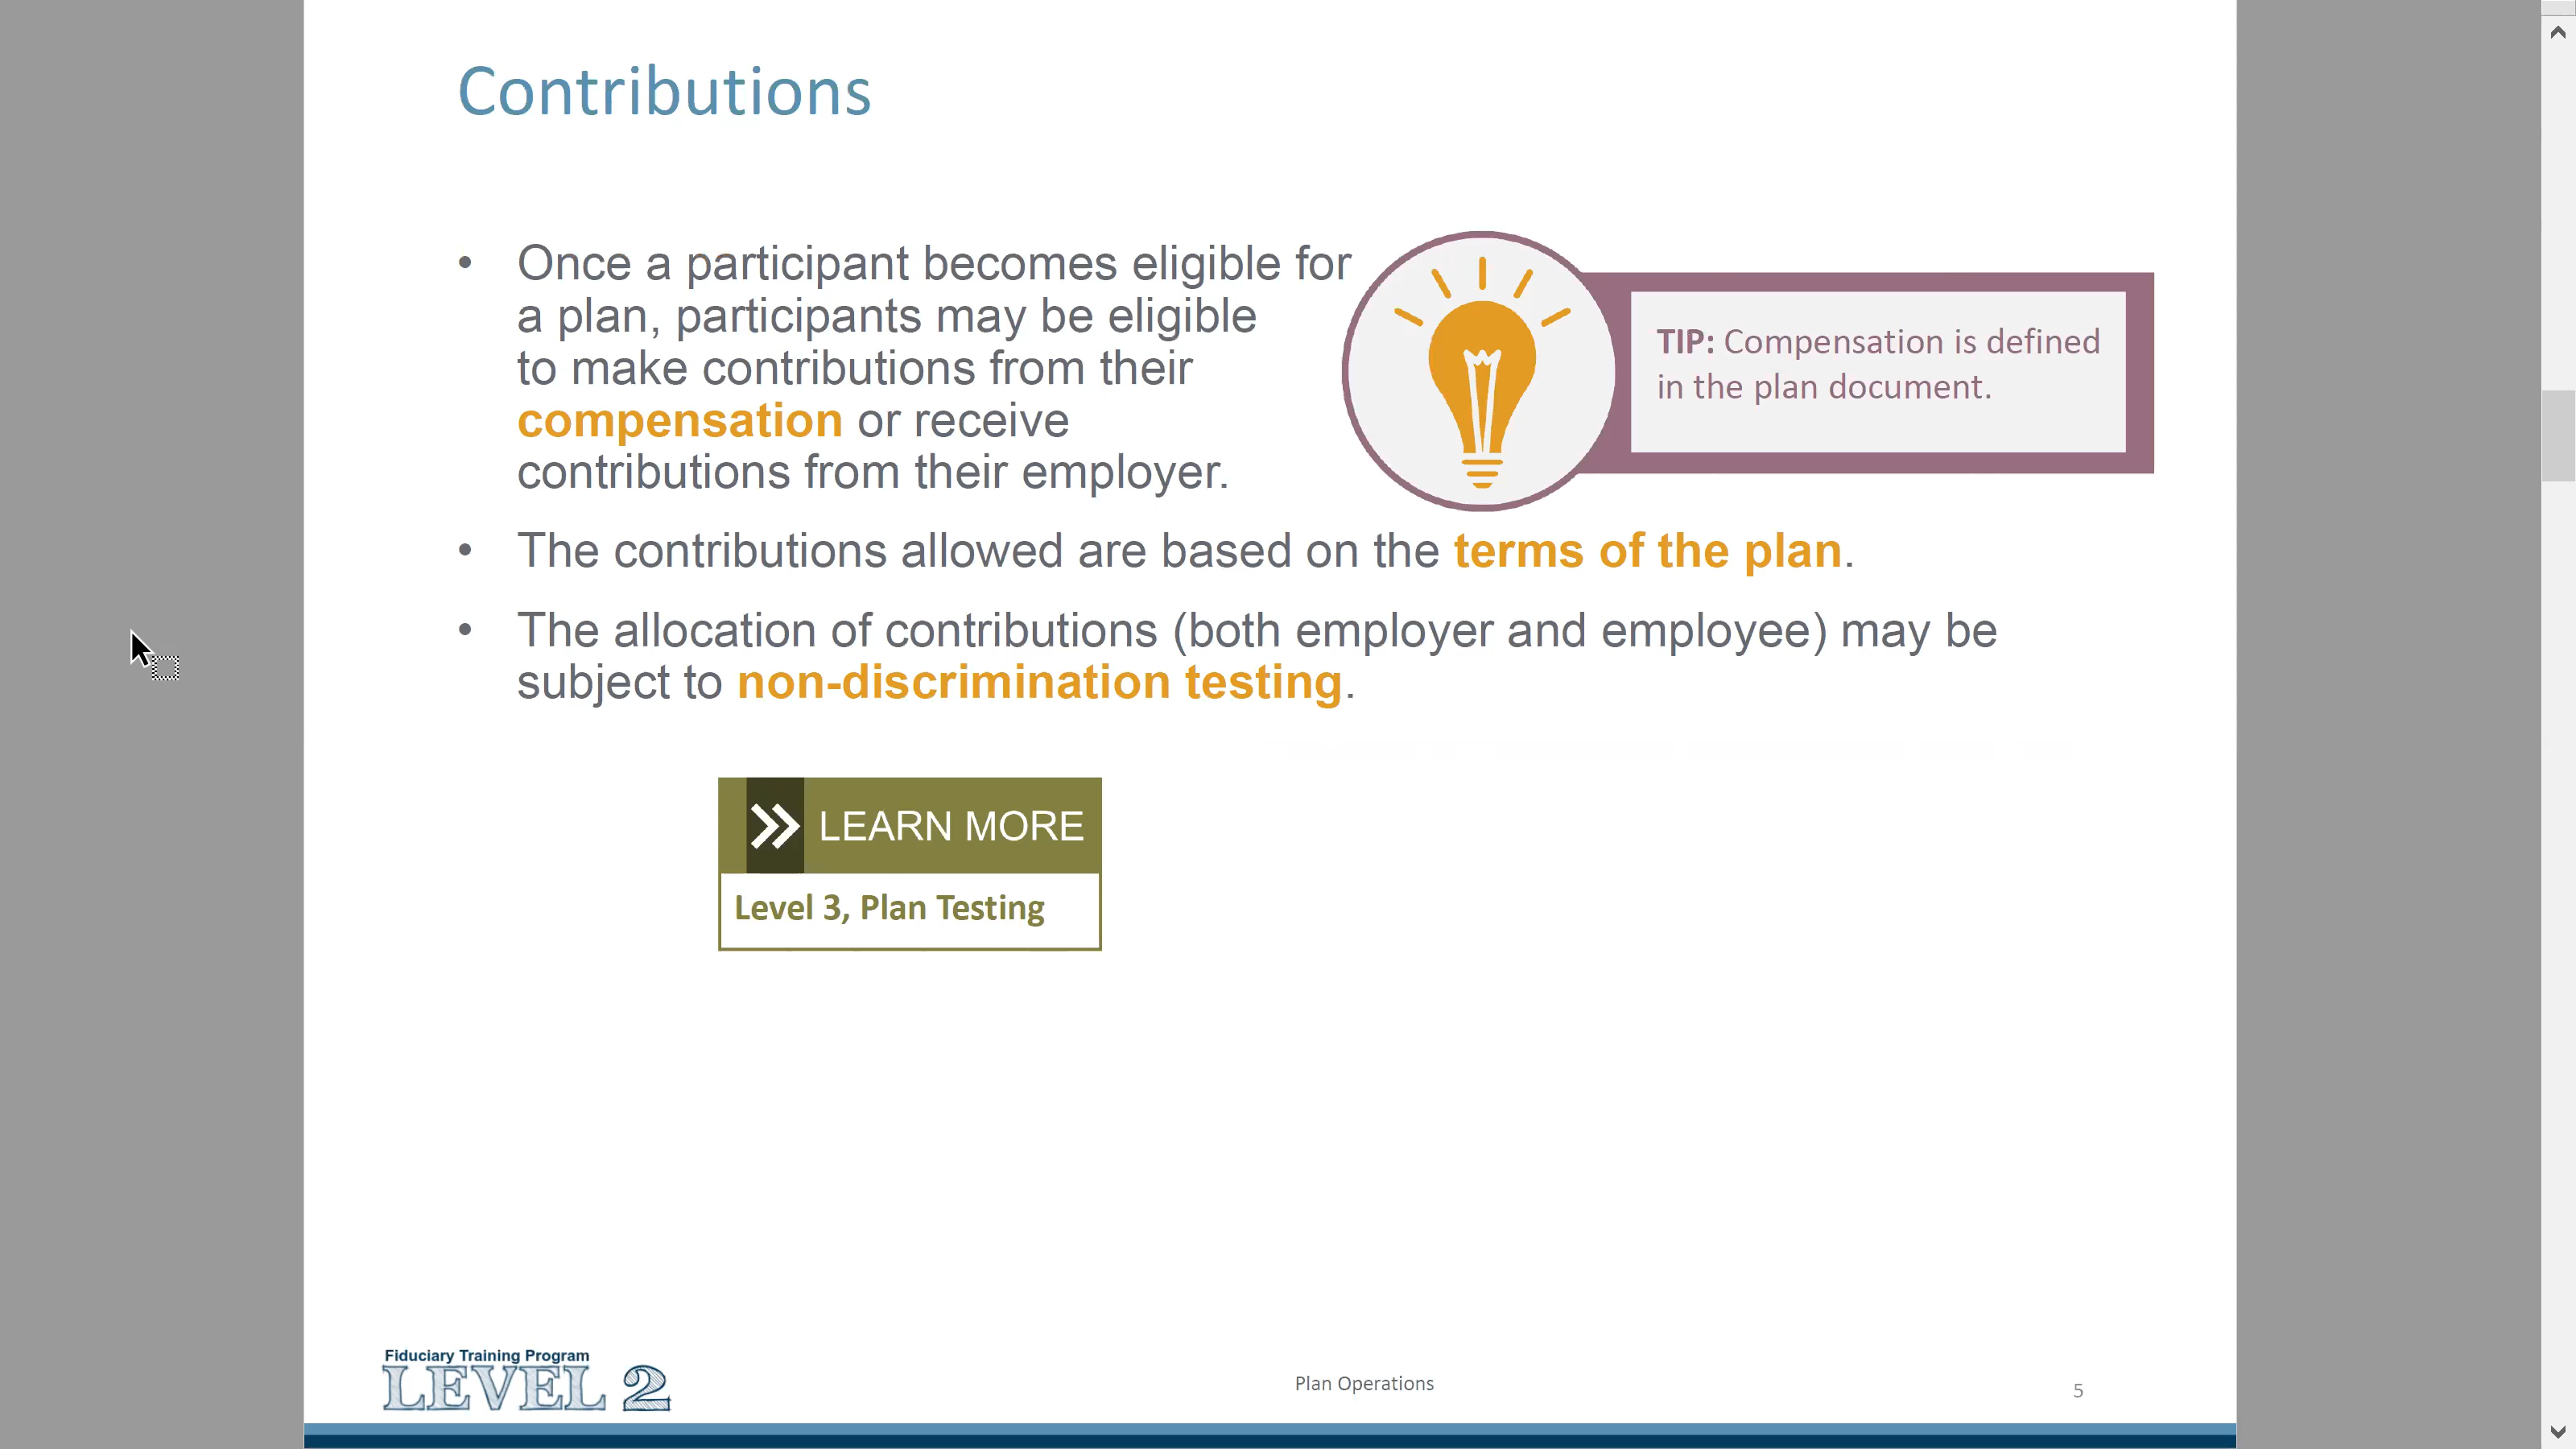 Contributions
• Once a participant becomes eligible for
a plan, participants may be eligible
to make contributions from their
compensation or receive
contributions from their employer.
TIP: Compensation is defined
in the plan document.
• The contributions allowed are based on the terms of the plan.
• The allocation of contributions (both employer and employee) may be
subject to non-discrimination testing.
LEARN MORE
Level 3, Plan Testing
Fiduciary Training Program
LEVEL 2
Plan Operations
5